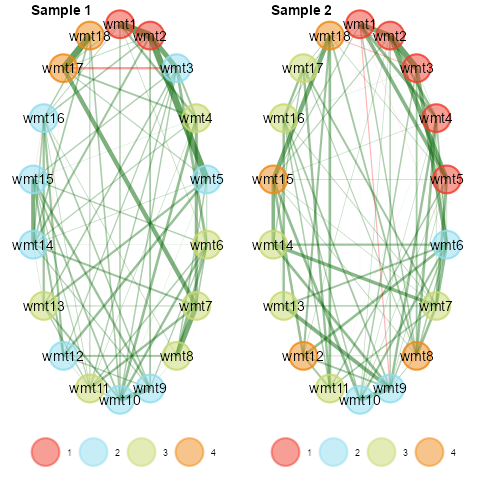 Sample 1
wmt1
wmt18
wmt2
wmt17
wmt3
wmt16
wmt4
wmt15
wmt5
wmt14
wmt6
wmt13
wmt7
wmt12
wmt8
wmt11
wmt9
wmt10
1 2 3 4
Sample 2
wmt1
wmt18
wmt2
wmt17
wmt3
wmt16
wmt4
wmt15
wmt5
wmt14
wmt6
wmt13
wmt7
wmt12
wmt8
wmt11
wmt9
wmt10
1 2 3 4